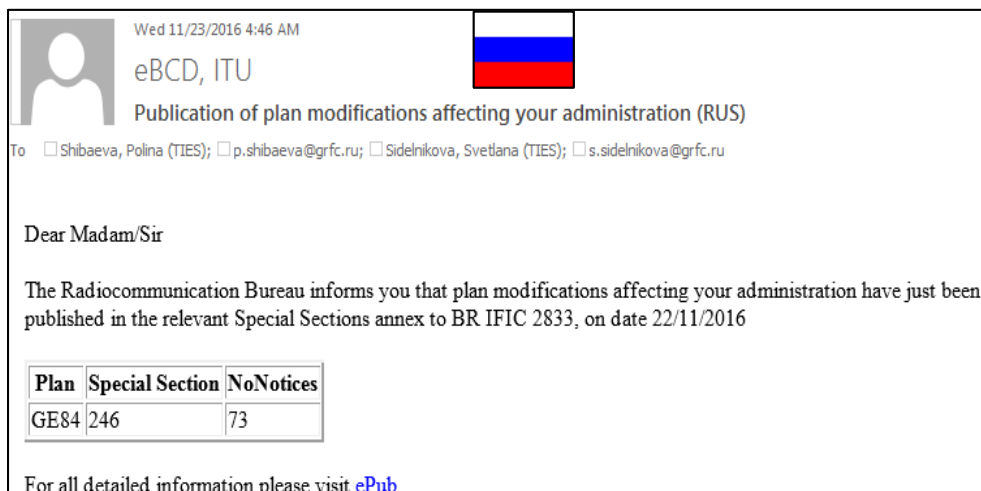 Wed 11/23/2016 4:46 AM
eBCD, ITU
Publication of plan modifications affecting your administration (RUS)
To Shibaeva, Polina (TIES); p.shibaeva@grfc.ru; Sidelnikova, Svetlana (TIES); s.sidelnikova@grfc.ru
Dear Madam/Sir
The Radiocommunication Bureau informs you that plan modifications affecting your administration have just been
published in the relevant Special Sections annex to BR IFIC 2833, on date 22/11/2016
Plan Special Section NoNotices
GE84 246 73
For all detailed information please visit ePub